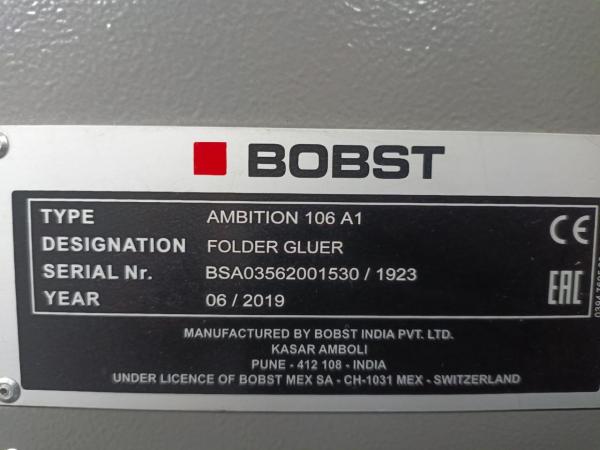 BOBST
TYPE AMBITION 106 A1
DESIGNATION FOLDER GLUER
SERIAL Nr. BSA03562001530 / 1923
YEAR 06 / 2019
CE
EAC
MANUFACTURED BY BOBST INDIA PVT. LTD.
KASAR AMBOLI
PUNE - 412 108 - INDIA
UNDER LICENCE OF BOBST MEX SA - CH-1031 MEX - SWITZERLAND